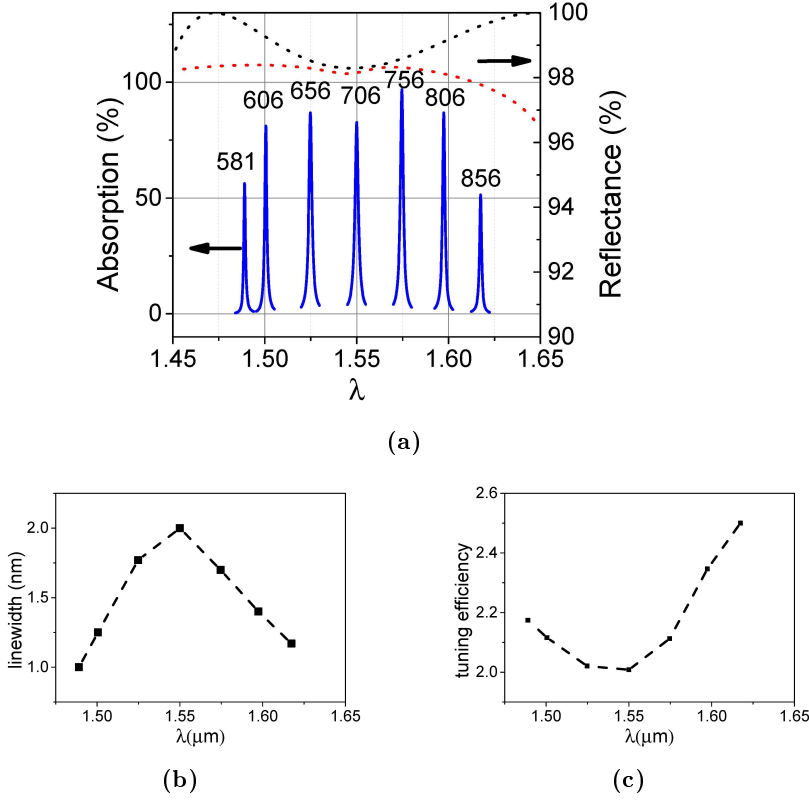 100
100
756
98
656
606
706
806
Absorption (%)
Reflectance (%)
96
581
856
50
94
92
0
90
1.45 1.50 1.55 1.60 1.65
λ
(a)
2.0
1.5
1.0
linewidth (nm)
1.50 1.55 1.60 1.65
λ(μm)
(b)
2.6
2.4
2.2
2.0
tuning efficiency
1.50 1.55 1.60 1.65
λ(μm)
(c)